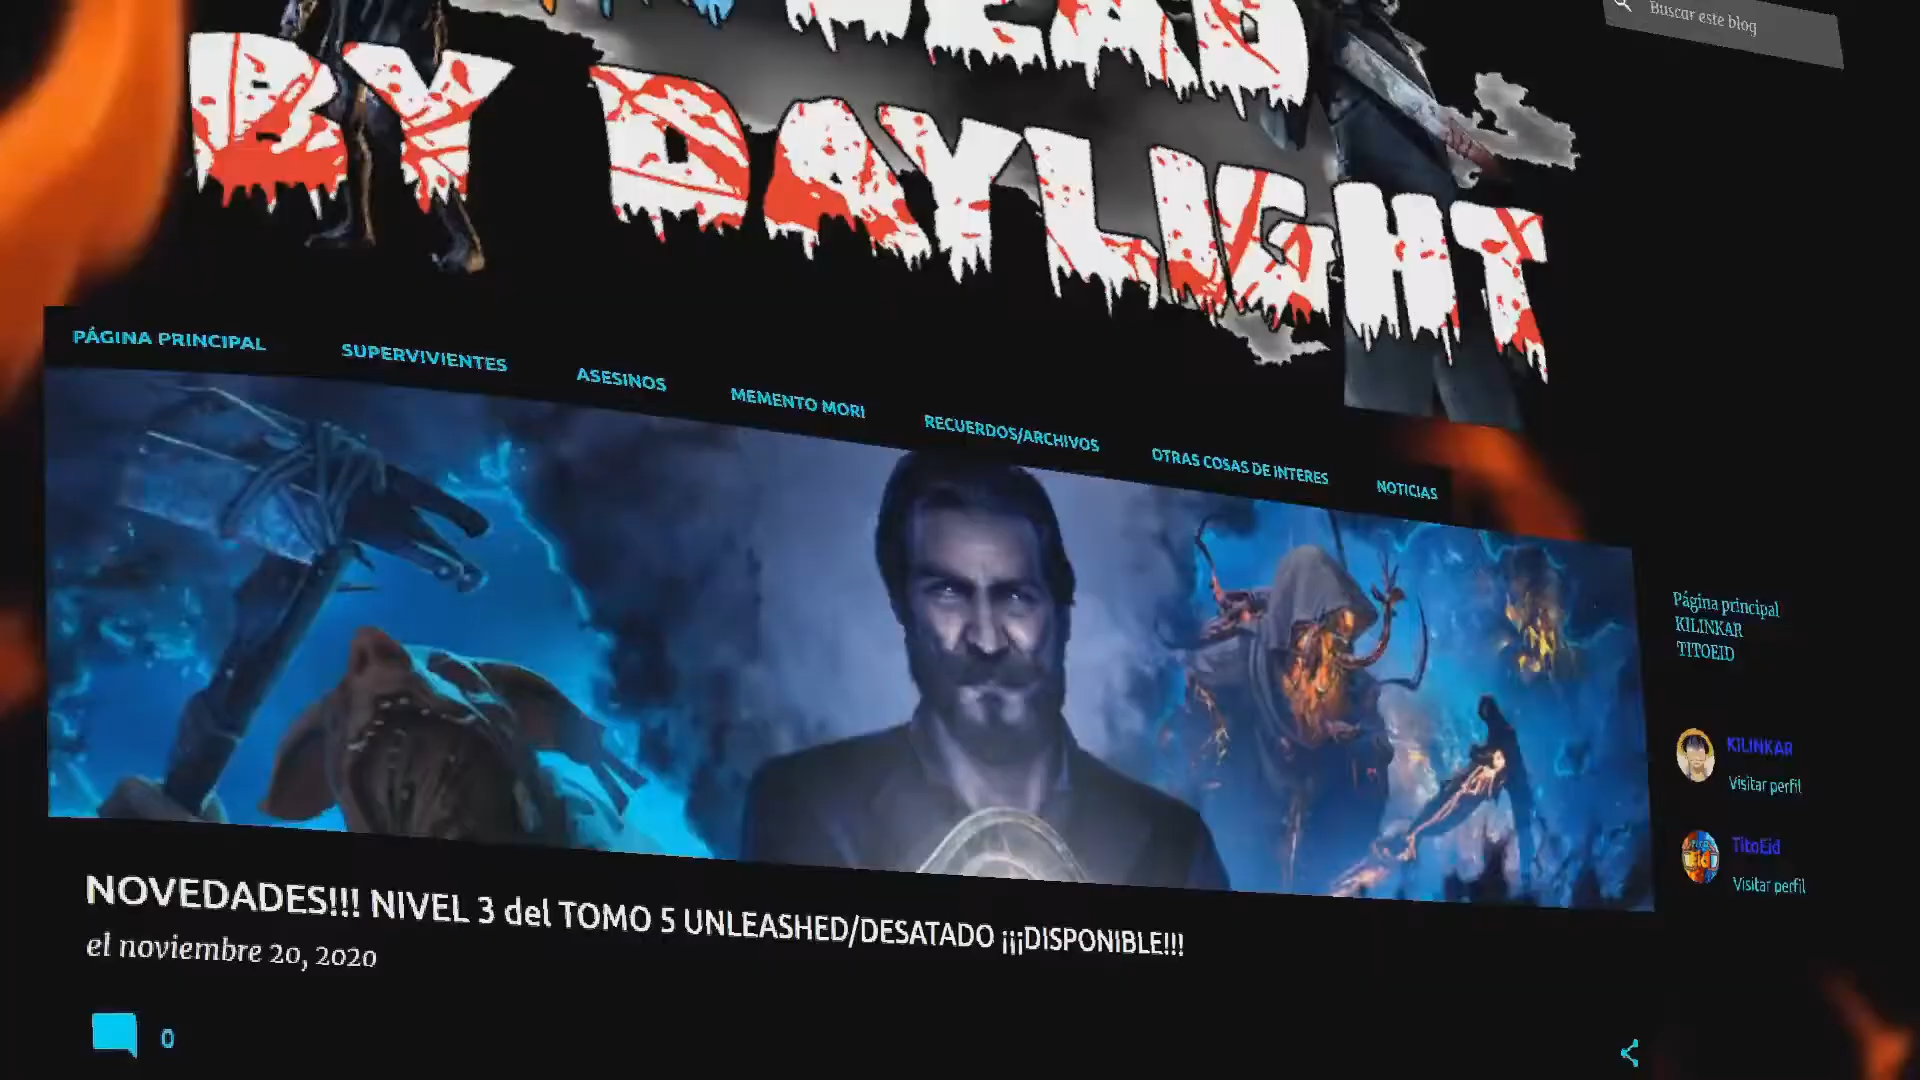 Buscar este blog
DEAD
BY DAYLIGHT
PÁGINA PRINCIPAL
SUPERVIVIENTES
ASESINOS
MEMENTO MORI
RECUERDOS/ARCHIVOS
OTRAS COSAS DE INTERES
NOTICIAS
Página principal
KILINKAR
TITOEID
KILINKAR
Visitar perfil
TitoEid
Visitar perfil
NOVEDADES!!! NIVEL 3 del TOMO 5 UNLEASHED/DESATADO ¡¡¡DISPONIBLE!!!
el noviembre 20, 2020
0